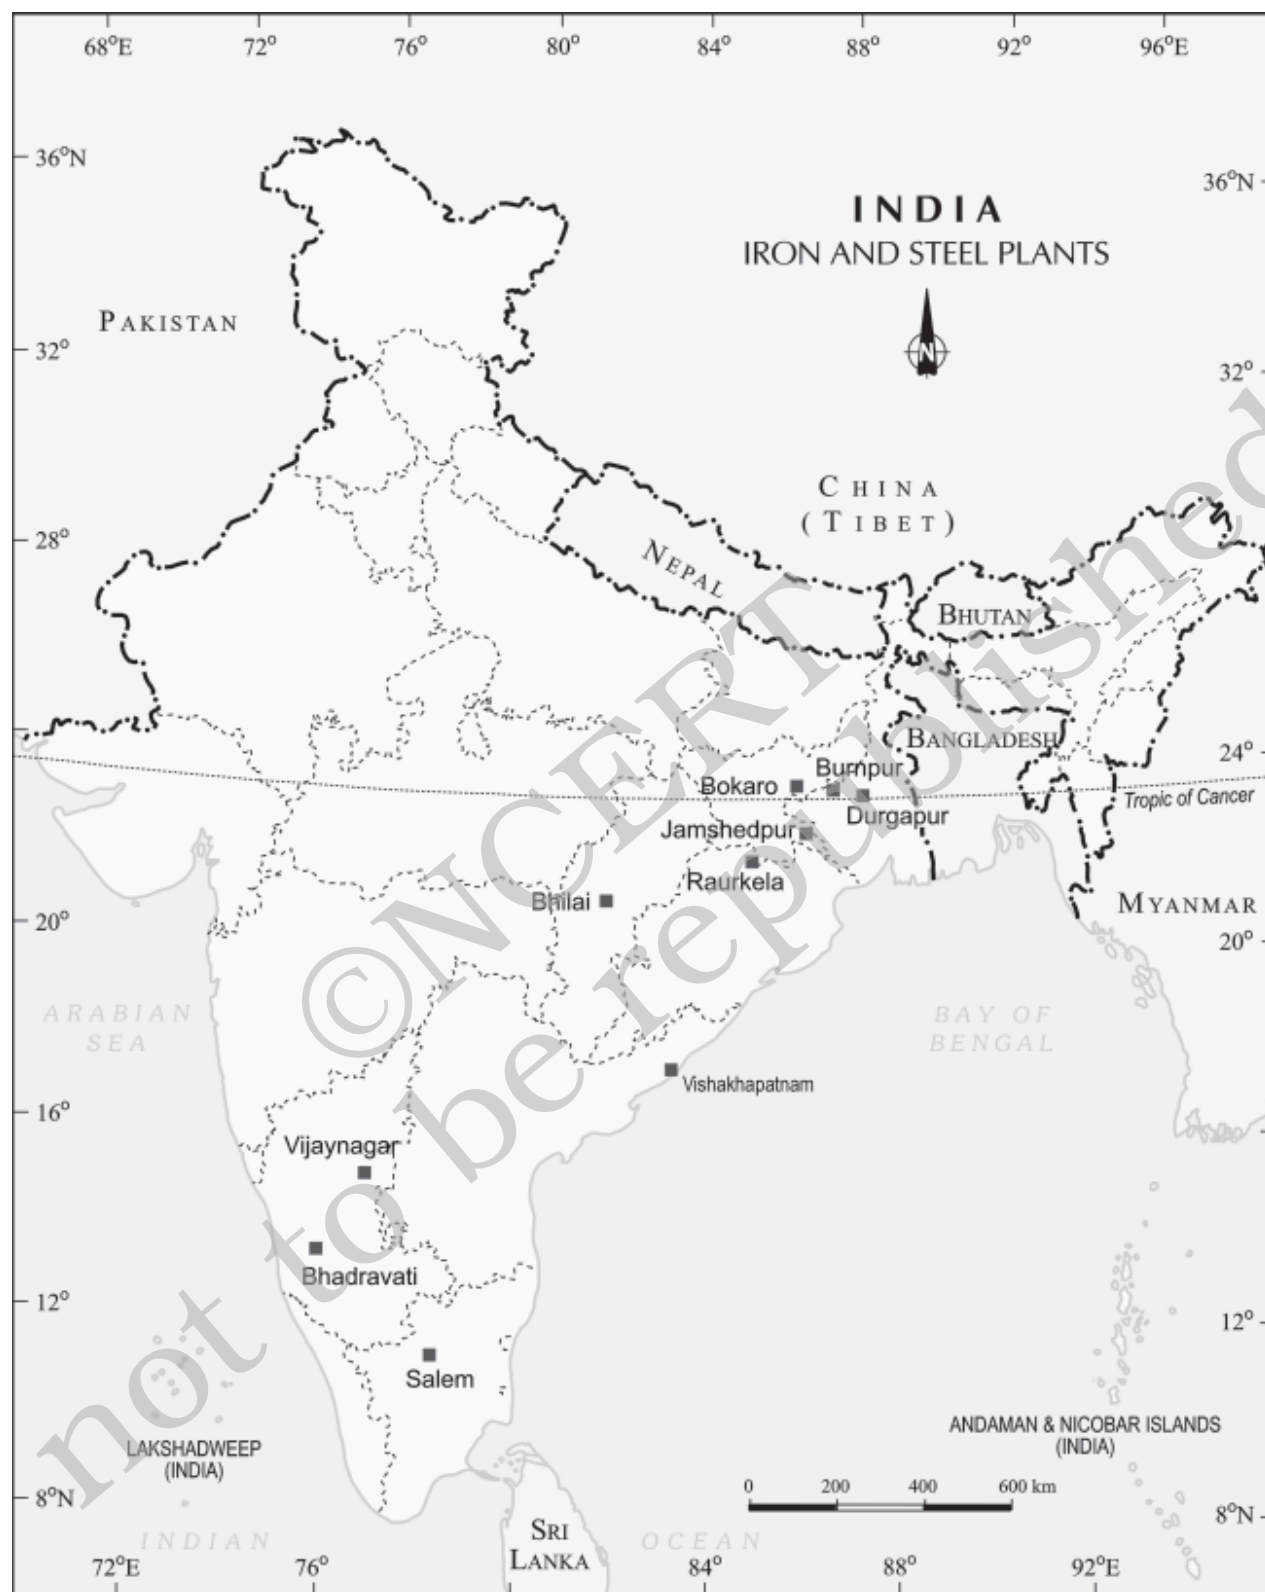 68°E 72° 76° 80° 84° 88° 92° 96°E
36°N
36°N
INDIA
IRON AND STEEL PLANTS
N
PAKISTAN
32°
32°
CHINA
(TIBET)
28°
NEPAL
BHUTAN
BANGLADESH
24°
Bokaro
Burnpur
Tropic of Cancer
Durgapur
Jamshedpur
Raurkela
Bhilai
MYANMAR
20°
20°
ARABIAN
SEA
BAY OF
BENGAL
Vishakhapatnam
16°
Vijaynagar
Bhadravati
12°
12°
Salem
LAKSHADWEEP
(INDIA)
ANDAMAN & NICOBAR ISLANDS
(INDIA)
0 200 400 600 km
8°N
8°N
SRI
LANKA
INDIAN OCEAN
72°E 76° 84° 88° 92°E
©NCERT
not to be republished